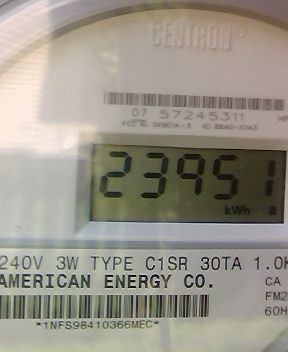 CENTRON®
07 57245311
23951
kWh
240V 3W TYPE C1SR 30TA 1.0K
AMERICAN ENERGY CO.
CA
FM2
60H
*1NFS98410366MEC*